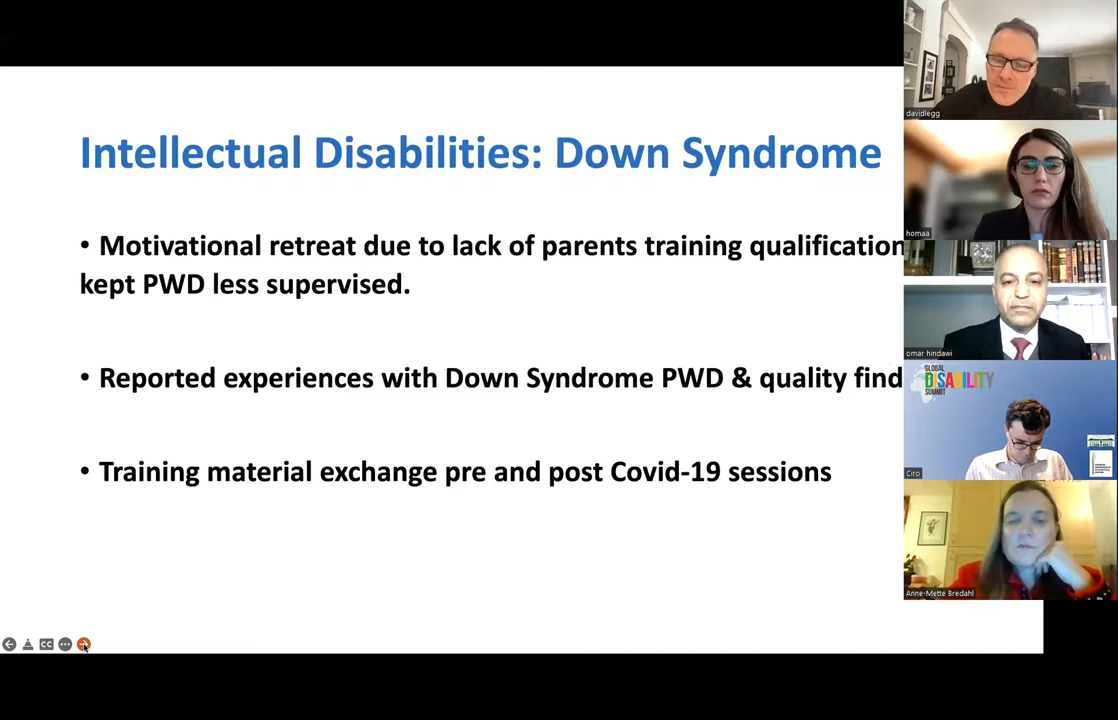 Intellectual Disabilities: Down Syndrome
• Motivational retreat due to lack of parents training qualification
kept PWD less supervised.
• Reported experiences with Down Syndrome PWD & quality find
• Training material exchange pre and post Covid-19 sessions
davidlegg
homaa
omar hindawi
GLOBAL
DISABILITY
SUMMIT
Ciro
Anne-Mette Bredahl
CC